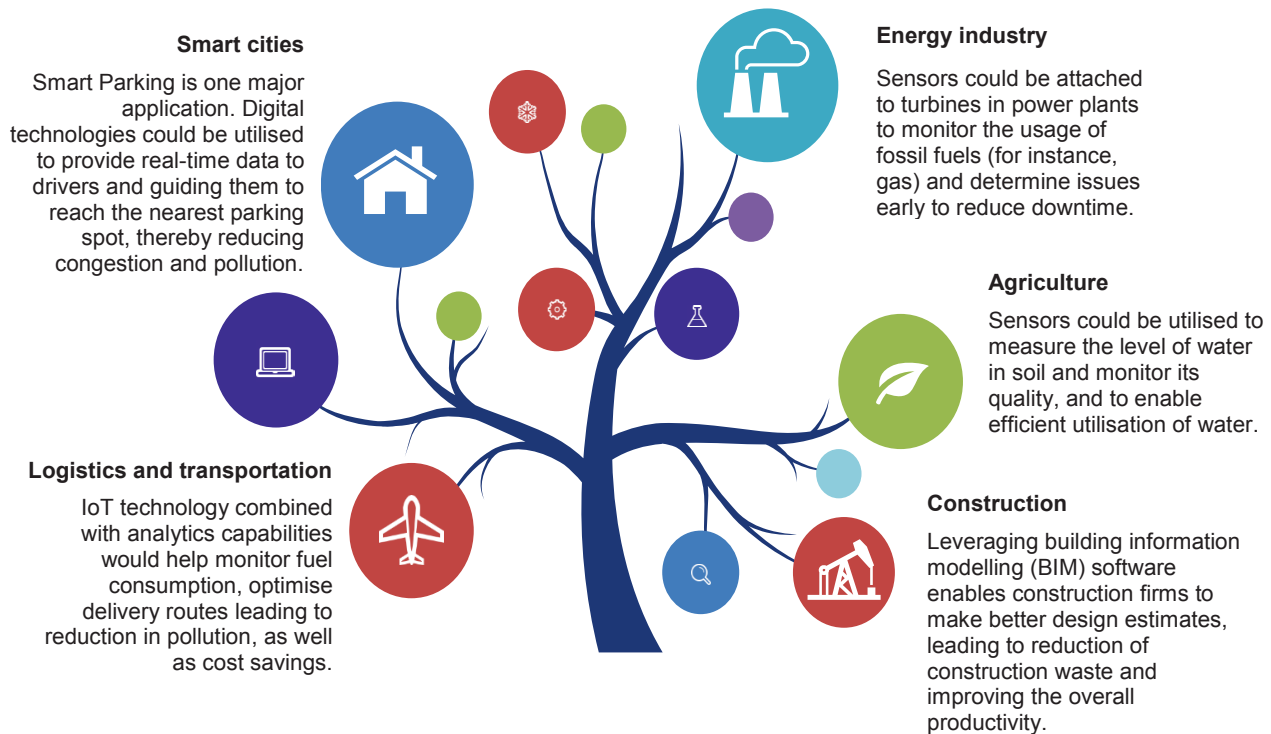 Smart cities
Smart Parking is one major
application. Digital
technologies could be utilised
to provide real-time data to
drivers and guiding them to
reach the nearest parking
spot, thereby reducing
congestion and pollution.
Logistics and transportation
IoT technology combined
with analytics capabilities
would help monitor fuel
consumption, optimise
delivery routes leading to
reduction in pollution, as well
as cost savings.
Energy industry
Sensors could be attached
to turbines in power plants
to monitor the usage of
fossil fuels (for instance,
gas) and determine issues
early to reduce downtime.
Agriculture
Sensors could be utilised to
measure the level of water
in soil and monitor its
quality, and to enable
efficient utilisation of water.
Construction
Leveraging building information
modelling (BIM) software
enables construction firms to
make better design estimates,
leading to reduction of
construction waste and
improving the overall
productivity.